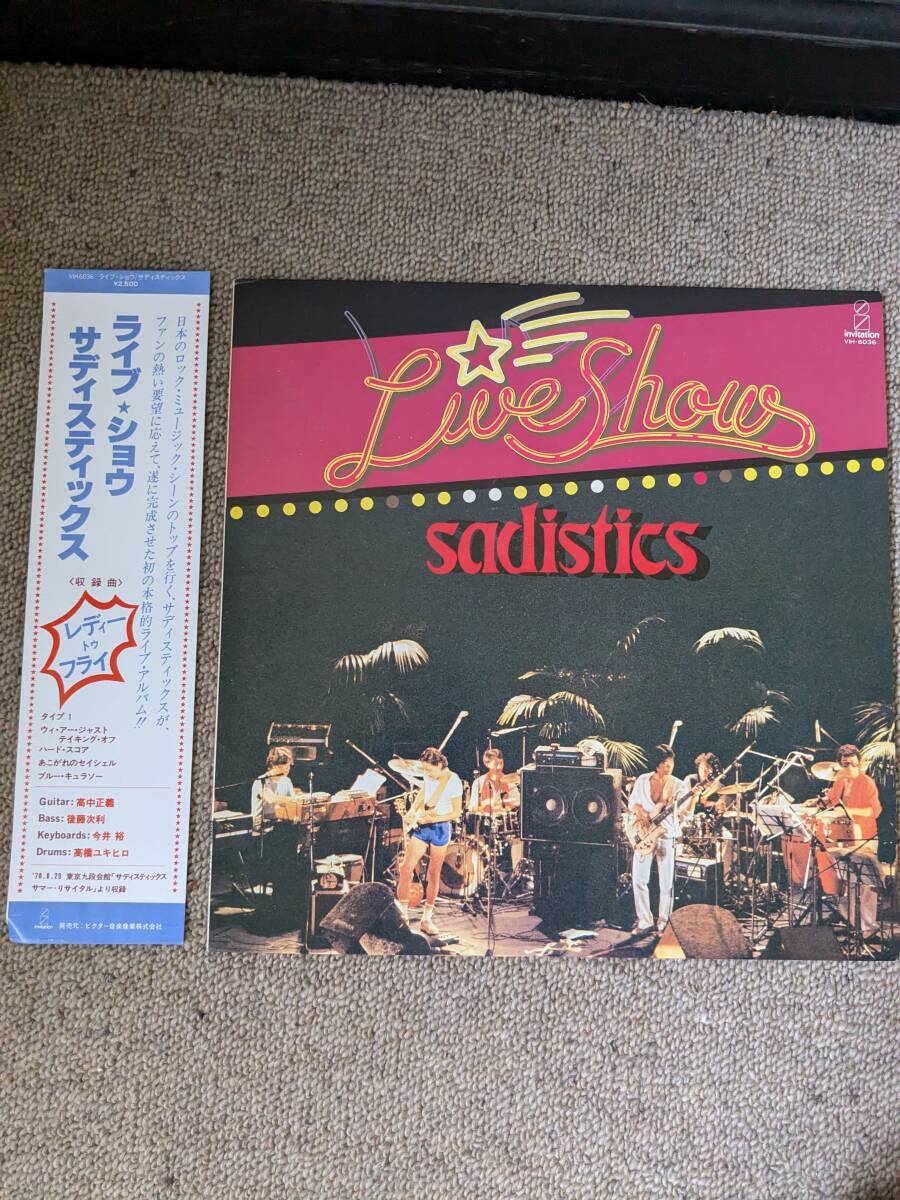 VIH-6036 ライブ・ショウ/サディスティックス
¥2,500
ライブ★ショウ
サディスティックス
日本のロック・ミュージック・シーンのトップを行く、サディスティックスが、
ファンの熱い要望に応えて、遂に完成させた初の本格的ライブ・アルバム!!
〈収録曲〉
レディー
トゥ
フライ
タイプ 1
ウィ・アー・ジャスト
テイキング・オフ
ハード・スコア
あこがれのセイシェル
ブルー・キュラソー
Guitar: 高中正義
Bass: 後藤次利
Keyboards: 今井 裕
Drums: 高橋ユキヒロ
'78.8.29 東京九段会館「サディスティックス
サマー・リサイタル」より収録
invitation 発売元:ビクター音楽産業株式会社
invitation
VIH-6036
Live Show
sadistics